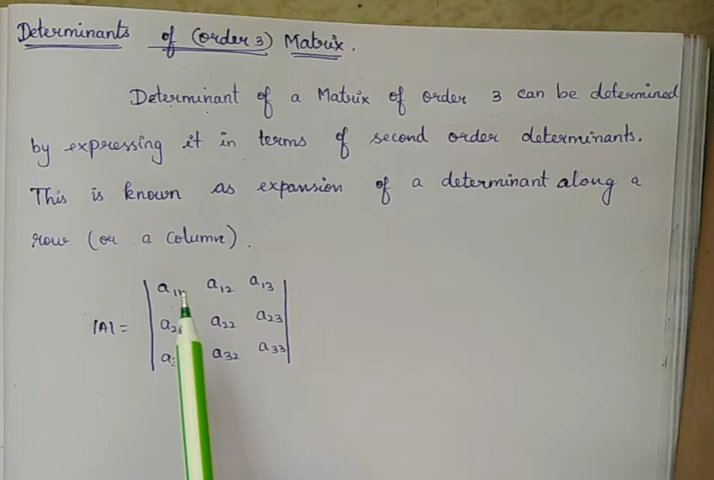 Determinants of (order 3) Matrix.
Determinant of a Matrix of order 3 can be determined
by expressing it in terms of second order determinants.
This is known as expansion of a determinant along a
row (or a column).
a₁₁ a₁₂ a₁₃
|A| = a₂₁ a₂₂ a₂₃
a₃₂ a₃₃